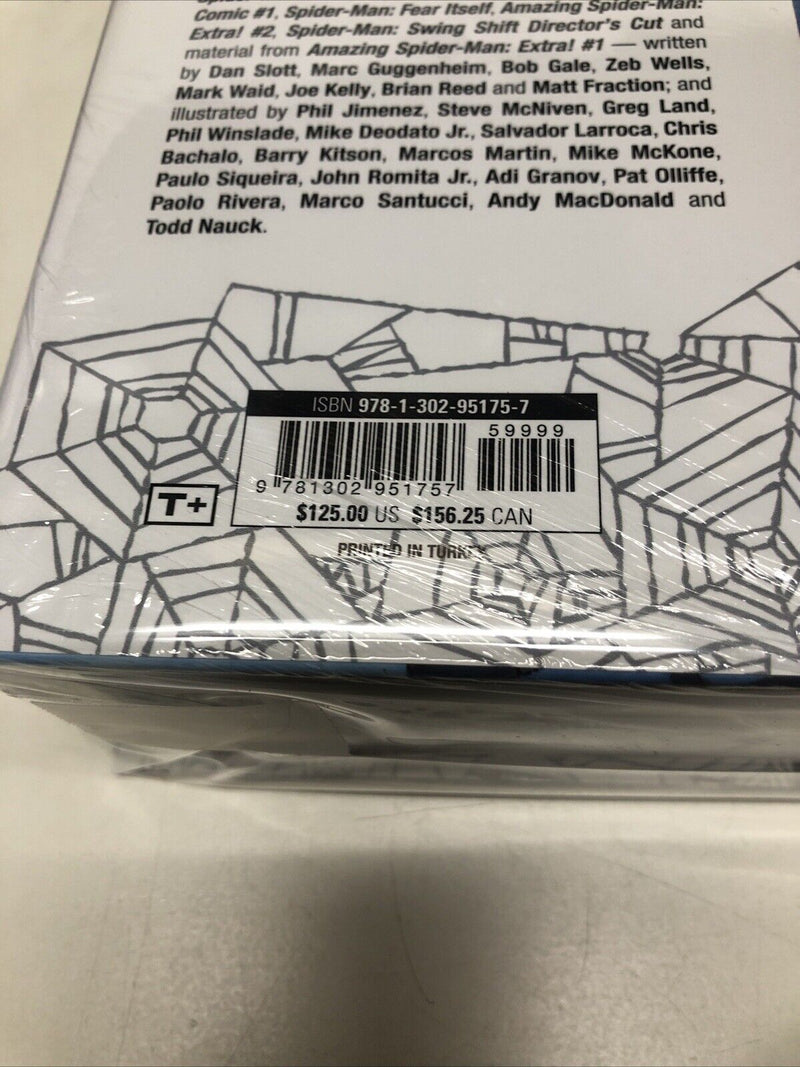 Comic #1, Spider-Man: Fear Itself, Amazing Spider-Man:
Extra! #2, Spider-Man: Swing Shift Director's Cut and
material from Amazing Spider-Man: Extra! #1 — written
by Dan Slott, Marc Guggenheim, Bob Gale, Zeb Wells,
Mark Waid, Joe Kelly, Brian Reed and Matt Fraction; and
illustrated by Phil Jimenez, Steve McNiven, Greg Land,
Phil Winslade, Mike Deodato Jr., Salvador Larroca, Chris
Bachalo, Barry Kitson, Marcos Martin, Mike McKone,
Paulo Siqueira, John Romita Jr., Adi Granov, Pat Olliffe,
Paolo Rivera, Marco Santucci, Andy MacDonald and
Todd Nauck.
ISBN 978-1-302-95175-7
59999
9 781302 951757
T+
$125.00 US $156.25 CAN
PRINTED IN TURKEY